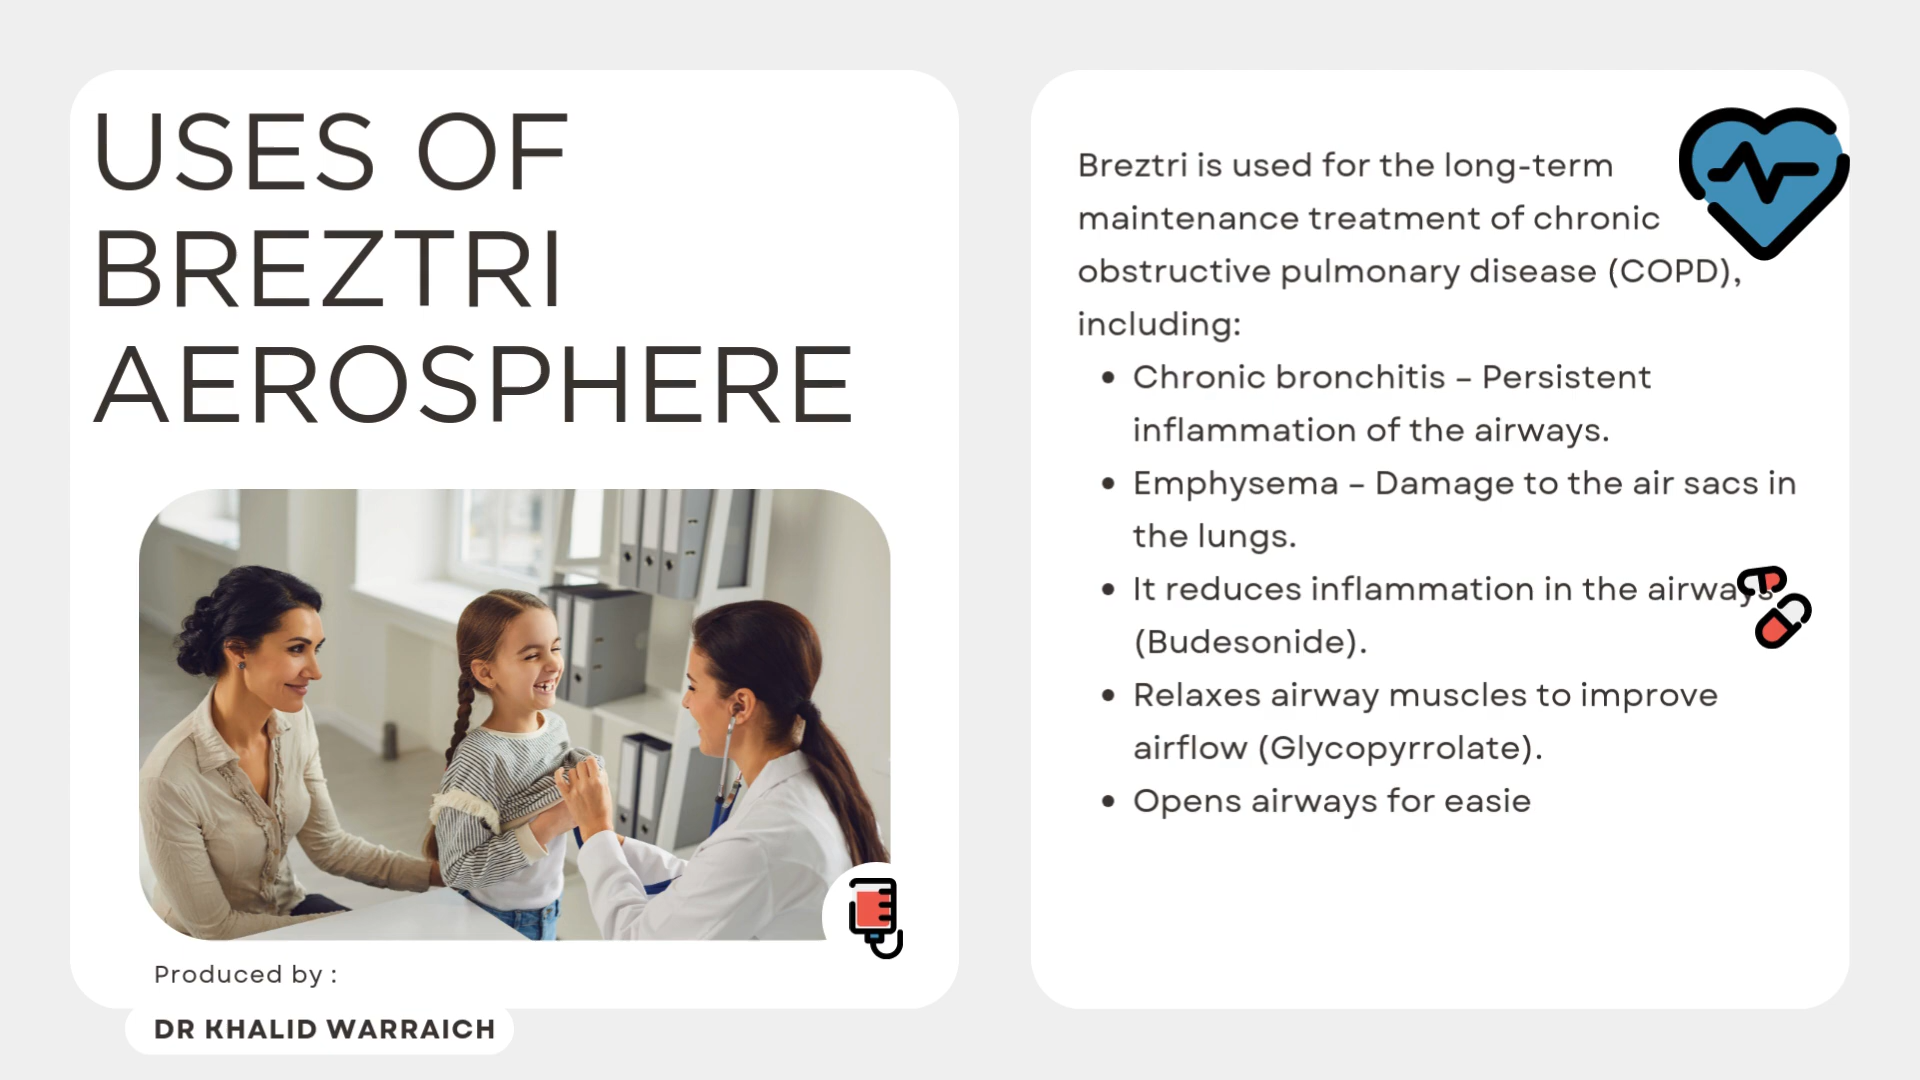 USES OF
BREZTRI
AEROSPHERE
Produced by :
DR KHALID WARRAICH
Breztri is used for the long-term
maintenance treatment of chronic
obstructive pulmonary disease (COPD),
including:
• Chronic bronchitis – Persistent
inflammation of the airways.
• Emphysema – Damage to the air sacs in
the lungs.
• It reduces inflammation in the airways
(Budesonide).
• Relaxes airway muscles to improve
airflow (Glycopyrrolate).
• Opens airways for easie